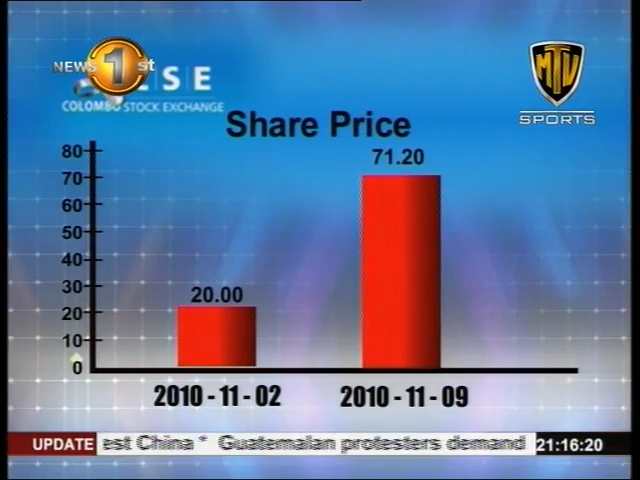 NEWS 1st
CSE
COLOMBO STOCK EXCHANGE
MTV
SPORTS
Share Price
80
70
60
50
40
30
20
10
0
20.00
71.20
2010 - 11 - 02
2010 - 11 - 09
UPDATE est China * Guatemalan protesters demand 21:16:20